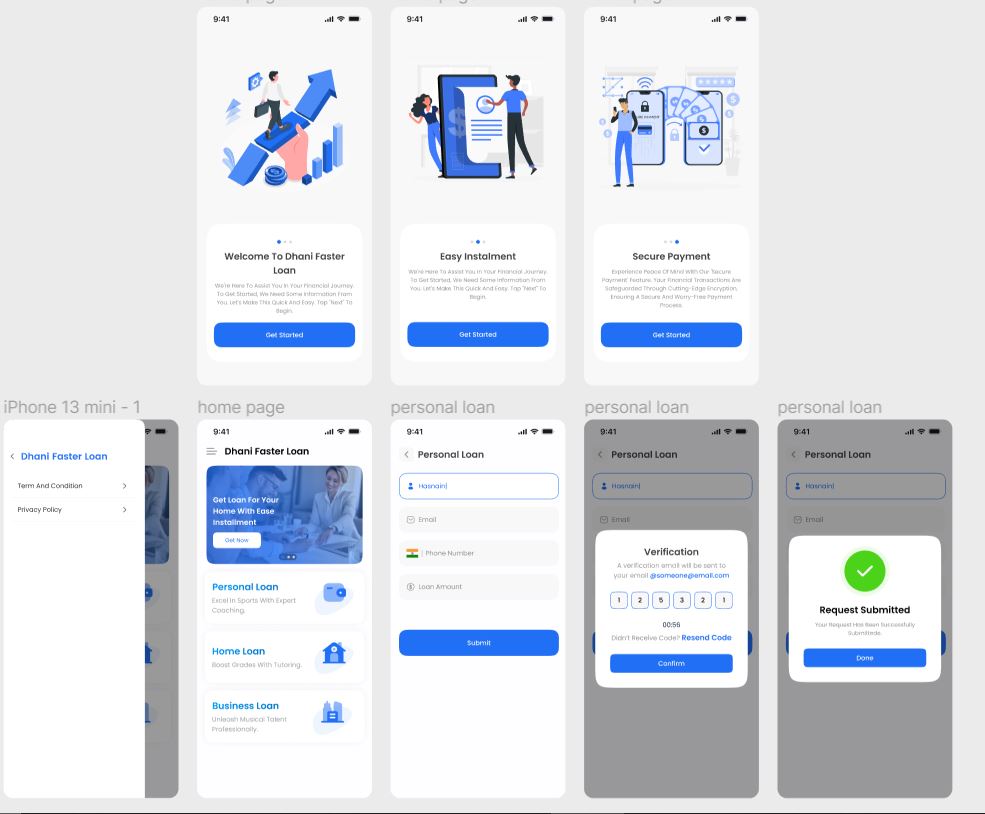 9:41
9:41
9:41
Welcome To Dhani Faster
Loan
We're Here To Assist You In Your Financial Journey.
To Get Started, We Need Some Information From
You. Let's Make This Quick And Easy. Tap "Next" To
Begin.
Get Started
Easy Instalment
We're Here To Assist You In Your Financial Journey.
To Get Started, We Need Some Information From
You. Let's Make This Quick And Easy. Tap "Next" To
Begin.
Get Started
Secure Payment
Experience Peace Of Mind With Our 'Secure
Payment' Feature. Your Financial Transactions Are
Safeguarded Through Cutting-Edge Encryption,
Ensuring A Secure And Worry-Free Payment
Process.
Get Started
iPhone 13 mini - 1
Dhani Faster Loan
Term And Condition
Privacy Policy
home page
9:41
Dhani Faster Loan
Get Loan For Your
Home With Ease
Installment
Get Now
Personal Loan
Excel In Sports With Expert
Coaching.
Home Loan
Boost Grades With Tutoring.
Business Loan
Unleash Musical Talent
Professionally.
personal loan
9:41
Personal Loan
Hasnain|
Email
Phone Number
Loan Amount
Submit
personal loan
9:41
Personal Loan
Hasnain|
Email
Verification
A verification email will be sent to
your email @someone@email.com
1 2 5 3 2 1
00:56
Didn't Receive Code? Resend Code
Confirm
personal loan
9:41
Personal Loan
Hasnain|
Email
Request Submitted
Your Request Has Been Successfully
Submittede.
Done